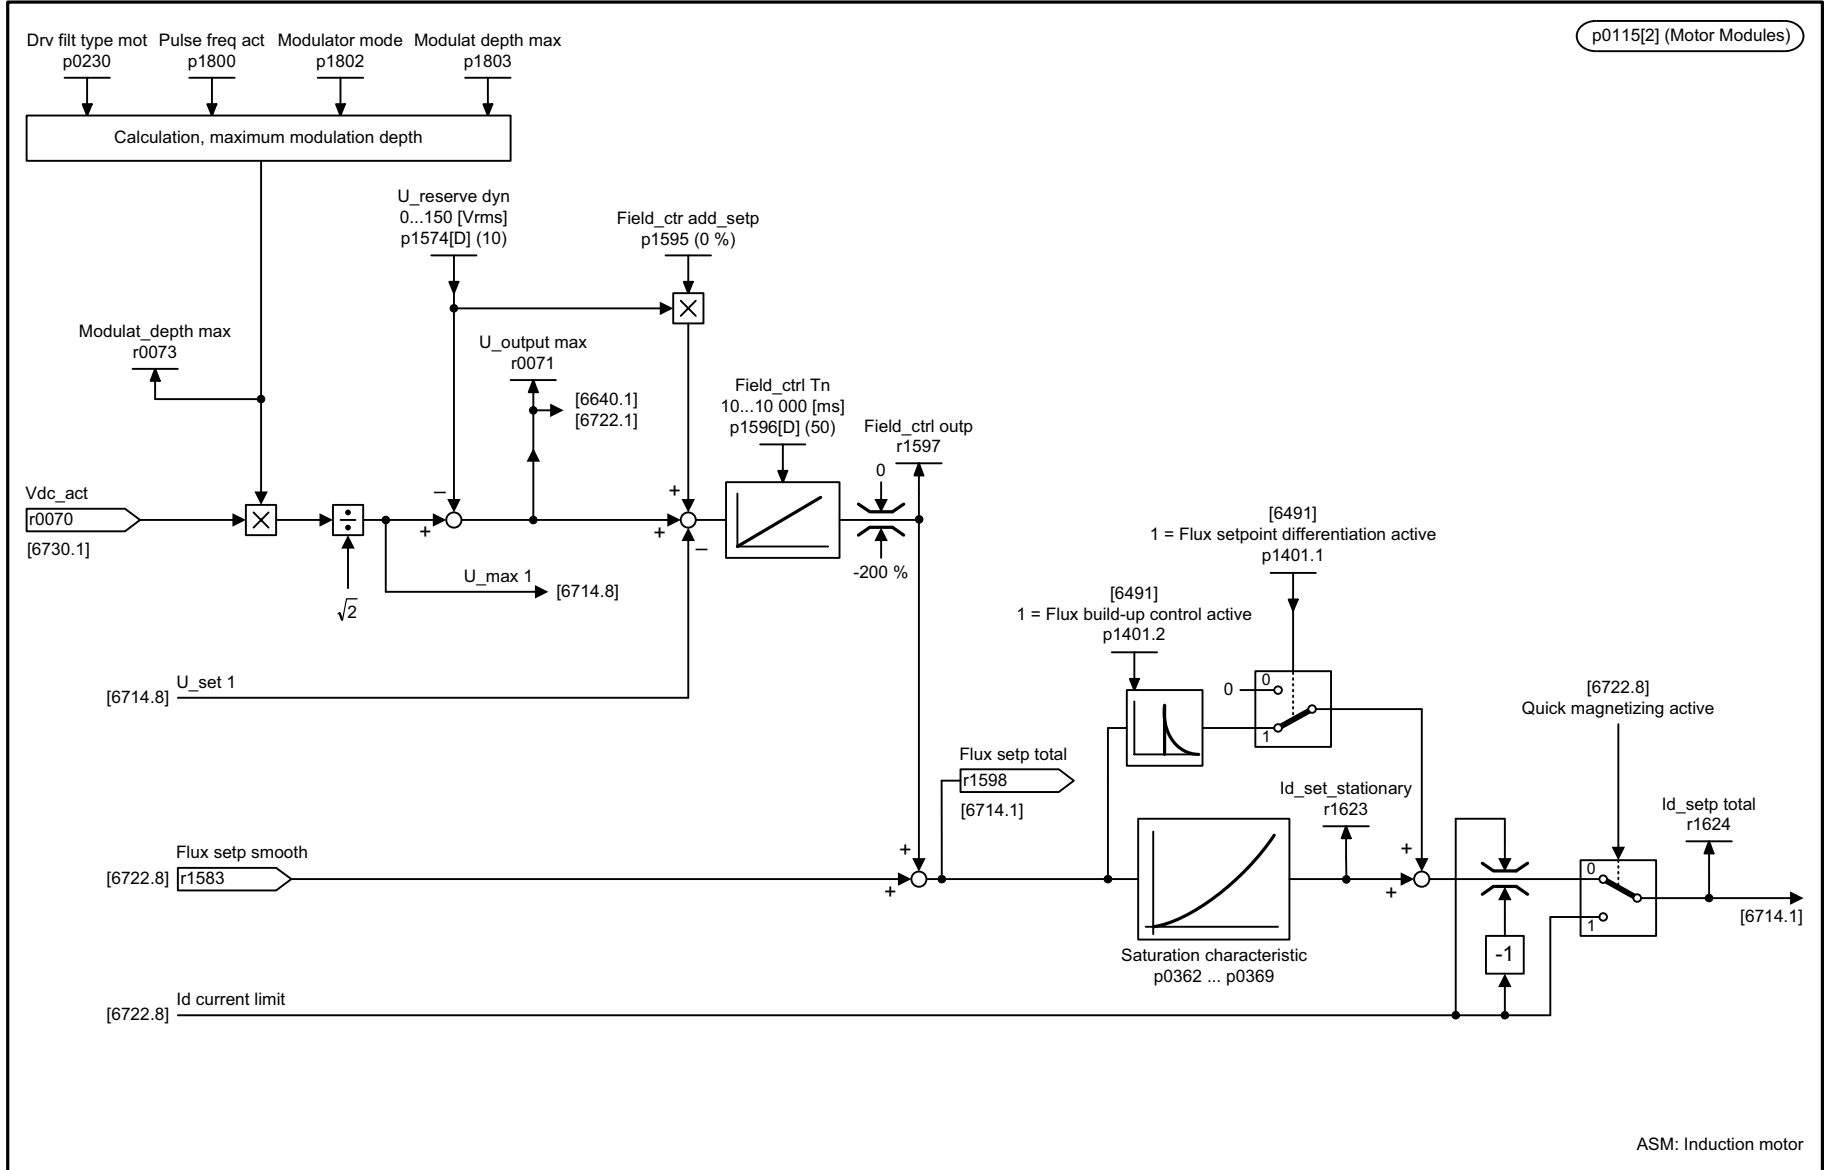 Drv filt type mot
p0230
Pulse freq act
p1800
Modulator mode
p1802
Modulat depth max
p1803
p0115[2] (Motor Modules)
Calculation, maximum modulation depth
U_reserve dyn
0...150 [Vrms]
p1574[D] (10)
Field_ctr add_setp
p1595 (0 %)
Modulat_depth max
r0073
U_output max
r0071
[6640.1]
[6722.1]
Field_ctrl Tn
10...10 000 [ms]
p1596[D] (50)
Field_ctrl outp
r1597
0
-200 %
Vdc_act
r0070
[6730.1]
×
÷
√2
–
+
×
+
+
–
U_max 1
[6714.8]
[6714.8]
U_set 1
[6491]
1 = Flux setpoint differentiation active
p1401.1
[6491]
1 = Flux build-up control active
p1401.2
0
0
1
[6722.8]
Quick magnetizing active
Flux setp total
r1598
[6714.1]
Id_set_stationary
r1623
Id_setp total
r1624
Flux setp smooth
[6722.8]
r1583
+
+
+
+
0
1
[6714.1]
-1
Saturation characteristic
p0362 ... p0369
Id current limit
[6722.8]
ASM: Induction motor